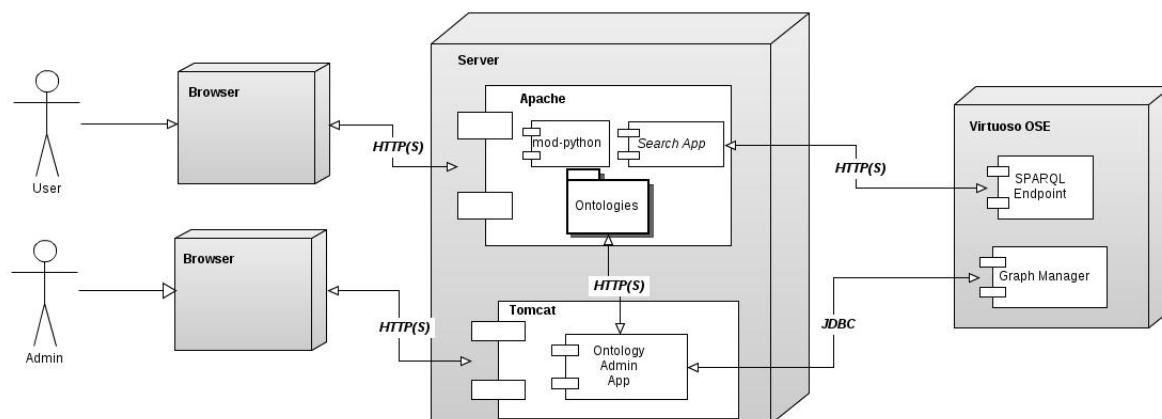 User
Browser
HTTP(S)
Admin
Browser
HTTP(S)
Server
Apache
mod-python
Search App
Ontologies
HTTP(S)
Tomcat
Ontology
Admin
App
HTTP(S)
JDBC
Virtuoso OSE
SPARQL
Endpoint
Graph Manager